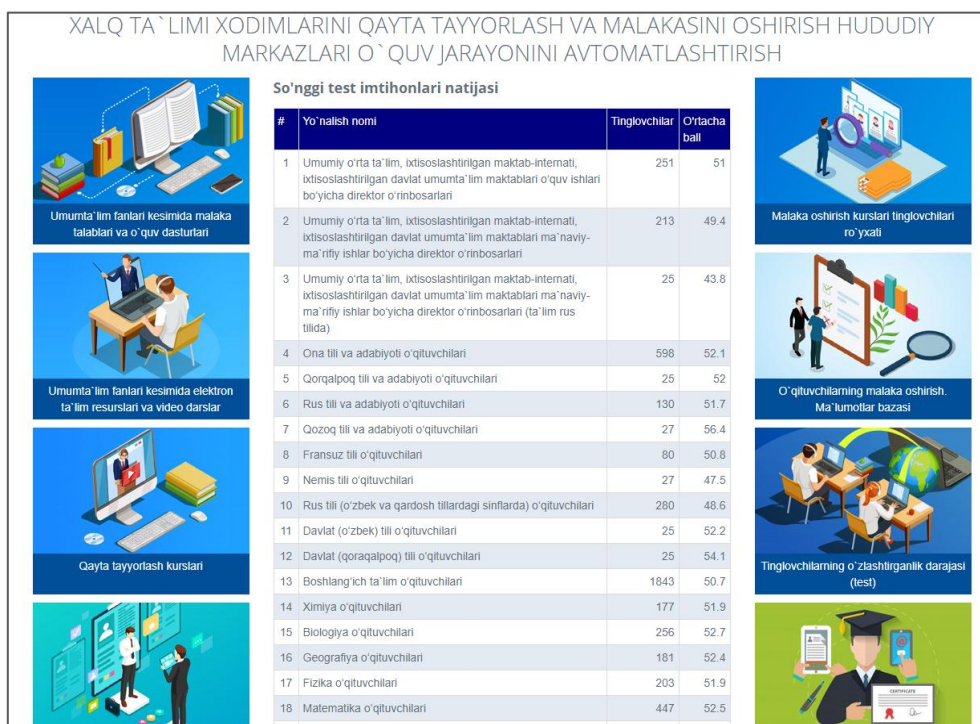 XALQ TA`LIMI XODIMLARINI QAYTA TAYYORLASH VA MALAKASINI OSHIRISH HUDUDIY
MARKAZLARI O`QUV JARAYONINI AVTOMATLASHTIRISH
Umumta`lim fanlari kesimida malaka
talablari va o`quv dasturlari
Umumta`lim fanlari kesimida elektron
ta`lim resurslari va video darslar
Qayta tayyorlash kurslari
So'nggi test imtihonlari natijasi
# Yo`nalish nomi Tinglovchilar O'rtacha
ball
1 Umumiy o‘rta ta`lim, ixtisoslashtirilgan maktab-internati, 251 51
ixtisoslashtirilgan davlat umumta`lim maktablari o‘quv ishlari
bo‘yicha direktor o‘rinbosarlari
2 Umumiy o‘rta ta`lim, ixtisoslashtirilgan maktab-internati, 213 49.4
ixtisoslashtirilgan davlat umumta`lim maktablari ma`naviy-
ma`rifiy ishlar bo‘yicha direktor o‘rinbosarlari
3 Umumiy o‘rta ta`lim, ixtisoslashtirilgan maktab-internati, 25 43.8
ixtisoslashtirilgan davlat umumta`lim maktablari ma`naviy-
ma`rifiy ishlar bo‘yicha direktor o‘rinbosarlari (ta`lim rus
tilida)
4 Ona tili va adabiyoti o‘qituvchilari 598 52.1
5 Qorqalpoq tili va adabiyoti o‘qituvchilari 25 52
6 Rus tili va adabiyoti o‘qituvchilari 130 51.7
7 Qozoq tili va adabiyoti o‘qituvchilari 27 56.4
8 Fransuz tili o‘qituvchilari 80 50.8
9 Nemis tili o‘qituvchilari 27 47.5
10 Rus tili (o‘zbek va qardosh tillardagi sinflarda) o‘qituvchilari 280 48.6
11 Davlat (o‘zbek) tili o‘qituvchilari 25 52.2
12 Davlat (qoraqalpoq) tili o‘qituvchilari 25 54.1
13 Boshlang‘ich ta`lim o‘qituvchilari 1843 50.7
14 Ximiya o‘qituvchilari 177 51.9
15 Biologiya o‘qituvchilari 256 52.7
16 Geografiya o‘qituvchilari 181 52.4
17 Fizika o‘qituvchilari 203 51.9
18 Matematika o‘qituvchilari 447 52.5
Malaka oshirish kurslari tinglovchilari
ro`yxati
O`qituvchilarning malaka oshirish.
Ma`lumotlar bazasi
Tinglovchilarning o`zlashtirganlik darajasi
(test)
CERTIFICATE